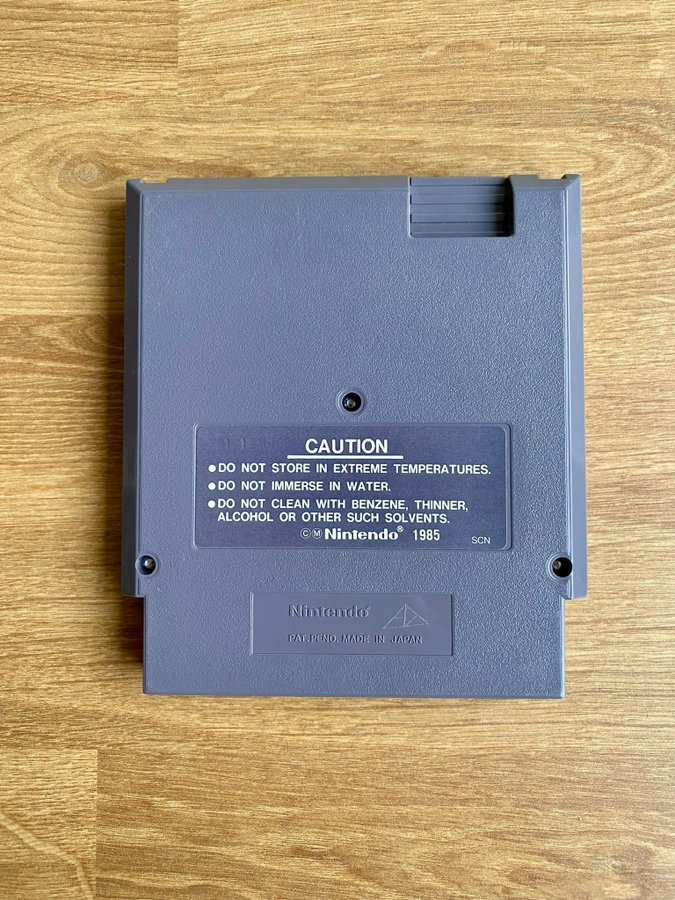 CAUTION
● DO NOT STORE IN EXTREME TEMPERATURES.
● DO NOT IMMERSE IN WATER.
● DO NOT CLEAN WITH BENZENE, THINNER,
ALCOHOL OR OTHER SUCH SOLVENTS.
©Ⓜ Nintendo® 1985 SCN
Nintendo®
PAT. PEND. MADE IN JAPAN